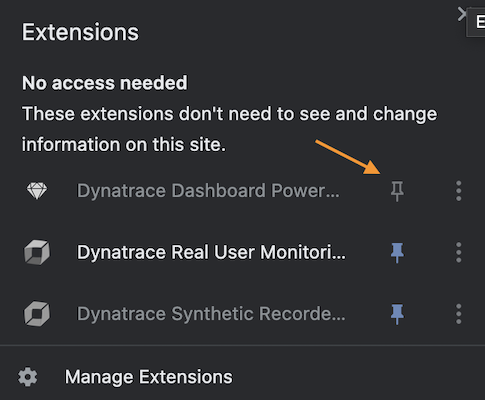 Extensions
E
No access needed
These extensions don't need to see and change
information on this site.
Dynatrace Dashboard Power...
Dynatrace Real User Monitori...
Dynatrace Synthetic Recorde...
Manage Extensions